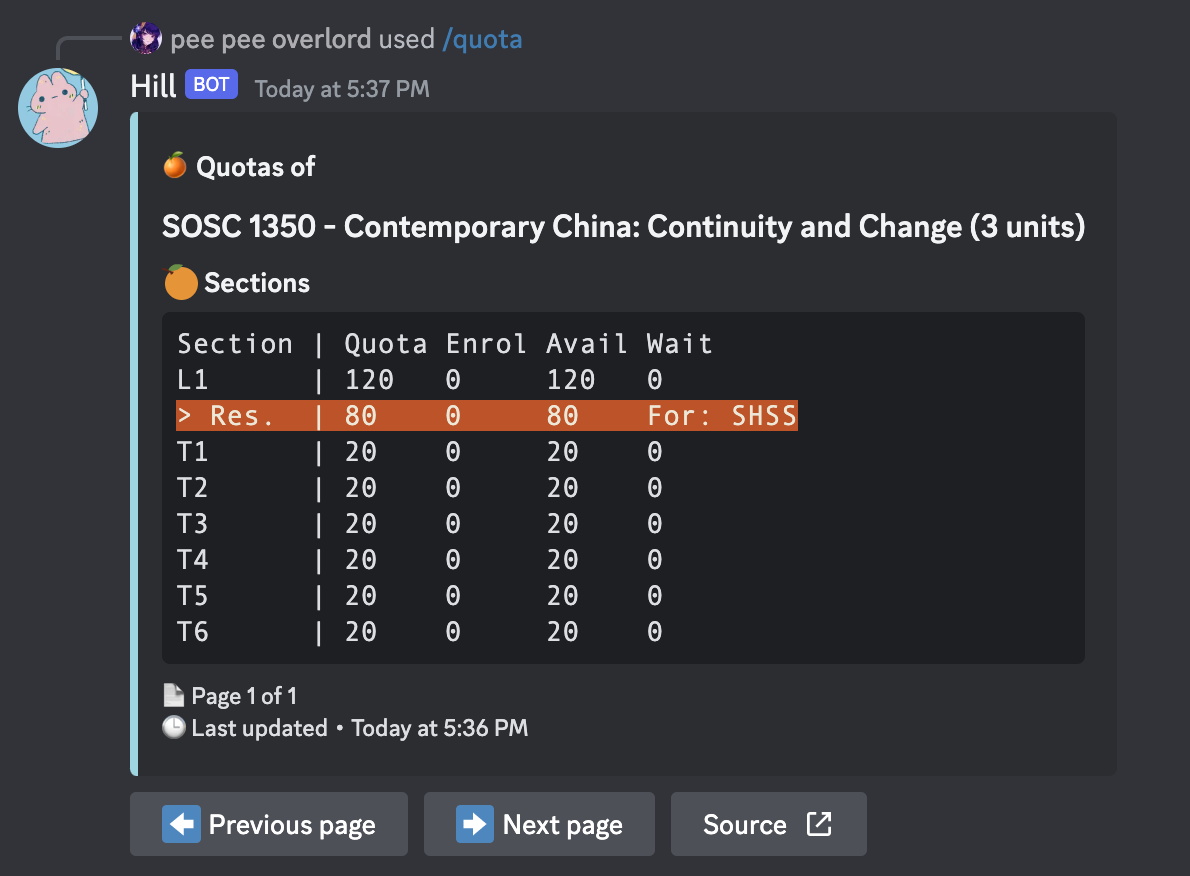 pee pee overlord used /quota
Hill BOT Today at 5:37 PM
Quotas of
SOSC 1350 - Contemporary China: Continuity and Change (3 units)
Sections
Section | Quota Enrol Avail Wait
L1 | 120 0 120 0
> Res. | 80 0 80 For: SHSS
T1 | 20 0 20 0
T2 | 20 0 20 0
T3 | 20 0 20 0
T4 | 20 0 20 0
T5 | 20 0 20 0
T6 | 20 0 20 0
Page 1 of 1
Last updated • Today at 5:36 PM
Previous page Next page Source